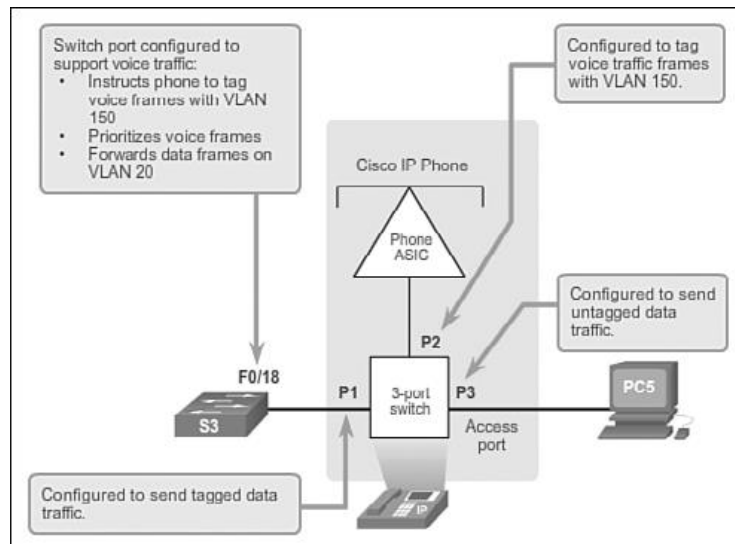 Switch port configured to
support voice traffic:
• Instructs phone to tag
voice frames with VLAN
150
• Prioritizes voice frames
• Forwards data frames on
VLAN 20
Configured to tag
voice traffic frames
with VLAN 150.
Cisco IP Phone
Phone
ASIC
Configured to send
untagged data
traffic.
P2
F0/18
P1
3-port
switch
P3
PC5
S3
Access
port
Configured to send tagged data
traffic.
IP